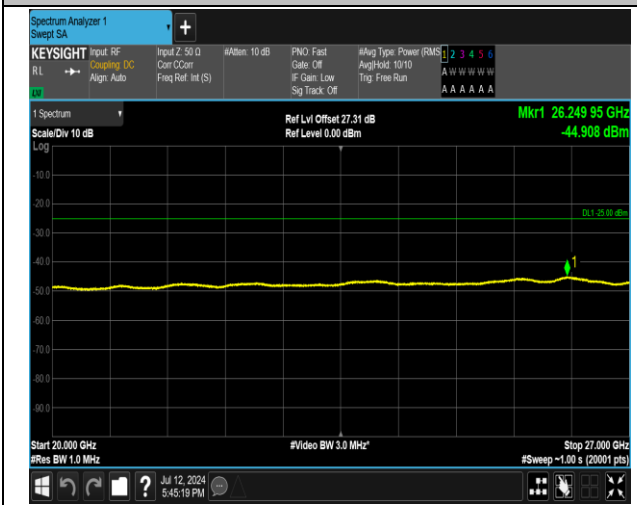 Spectrum Analyzer 1
Swept SA
+
KEYSIGHT
RL
LXI
Input: RF
Coupling: DC
Align: Auto
Input Z: 50 Ω
Corr CCorr
Freq Ref: Int (S)
#Atten: 10 dB
PNO: Fast
Gate: Off
IF Gain: Low
Sig Track: Off
#Avg Type: Power (RMS
Avg|Hold: 10/10
Trig: Free Run
1 2 3 4 5 6
A W W W W W
A A A A A A
1 Spectrum
Scale/Div 10 dB
Log
Ref Lvl Offset 27.31 dB
Ref Level 0.00 dBm
Mkr1 26.249 95 GHz
-44.908 dBm
-10.0
-20.0
DL1 -25.00 dBm
-30.0
-40.0
1
-50.0
-60.0
-70.0
-80.0
-90.0
Start 20.000 GHz
#Res BW 1.0 MHz
#Video BW 3.0 MHz*
Stop 27.000 GHz
#Sweep ~1.00 s (20001 pts)
?
Jul 12, 2024
5:45:19 PM